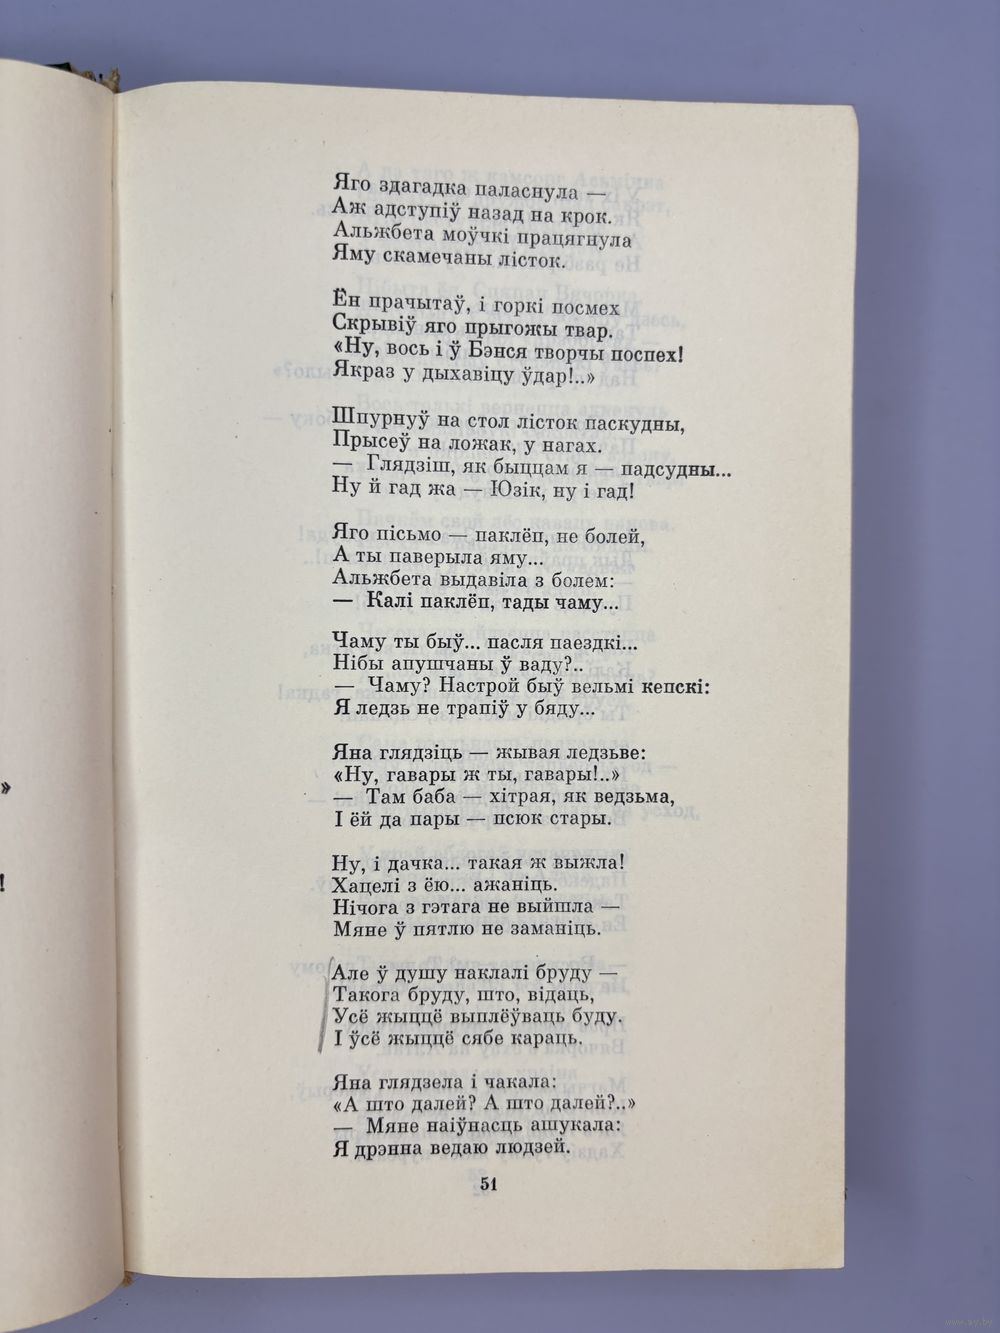 Яго здагадка паласнула —
Аж адступіў назад на крок.
Альжбета моўчкі працягнула
Яму скамечаны лісток.
Ён прачытаў, і горкі посмех
Скрывіў яго прыгожы твар.
«Ну, вось і ў Бэнся творчы поспех!
Якраз у дыхавіцу ўдар!..»
Шпурнуў на стол лісток паскудны,
Прысеў на ложак, у нагах.
— Глядзіш, як быццам я — падсудны...
Ну й гад жа — Юзік, ну і гад!
Яго пісьмо — паклёп, не болей,
А ты паверыла яму...
Альжбета выдавіла з болем:
— Калі паклёп, тады чаму...
Чаму ты быў... пасля паездкі...
Нібы апушчаны ў ваду?..
— Чаму? Настрой быў вельмі кепскі:
Я ледзь не трапіў у бяду...
Яна глядзіць — жывая ледзьве:
«Ну, гавары ж ты, гавары!..»
— Там баба — хітрая, як ведзьма,
І ёй да пары — псюк стары.
Ну, і дачка... такая ж выжла!
Хацелі з ёю... ажаніць.
Нічога з гэтага не выйшла —
Мяне ў пятлю не заманіць.
Але ў душу наклалі бруду —
Такога бруду, што, відаць,
Усё жыццё выплёўваць буду.
І ўсё жыццё сябе караць.
Яна глядзела і чакала:
«А што далей? А што далей?..»
— Мяне наіўнасць ашукала:
Я дрэнна ведаю людзей.
51
»
!
www.ay.by